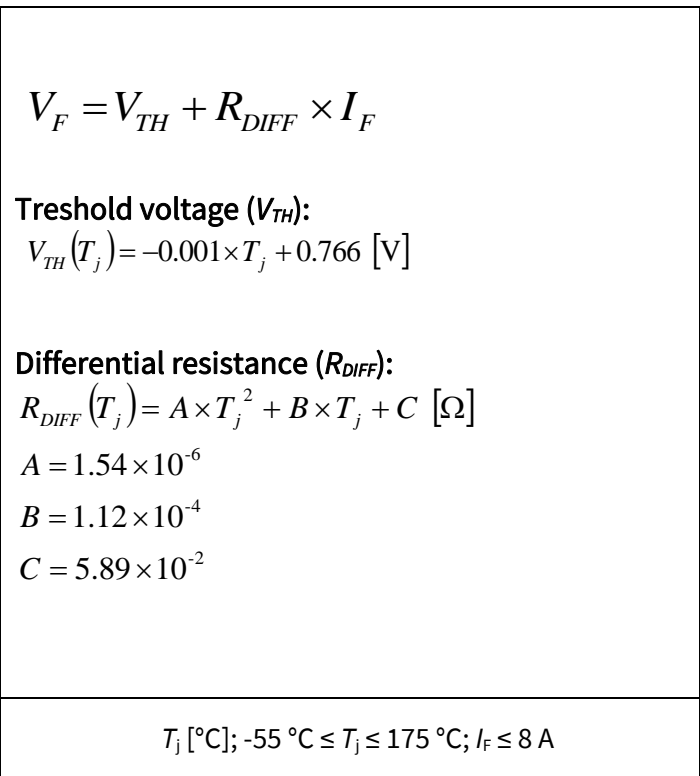 V_F = V_TH + R_DIFF × I_F
Treshold voltage (V_TH):
V_TH(T_j) = −0.001×T_j + 0.766 [V]
Differential resistance (R_DIFF):
R_DIFF(T_j) = A×T_j² + B×T_j + C [Ω]
A = 1.54×10⁻⁶
B = 1.12×10⁻⁴
C = 5.89×10⁻²
T_j [°C]; -55 °C ≤ T_j ≤ 175 °C; I_F ≤ 8 A